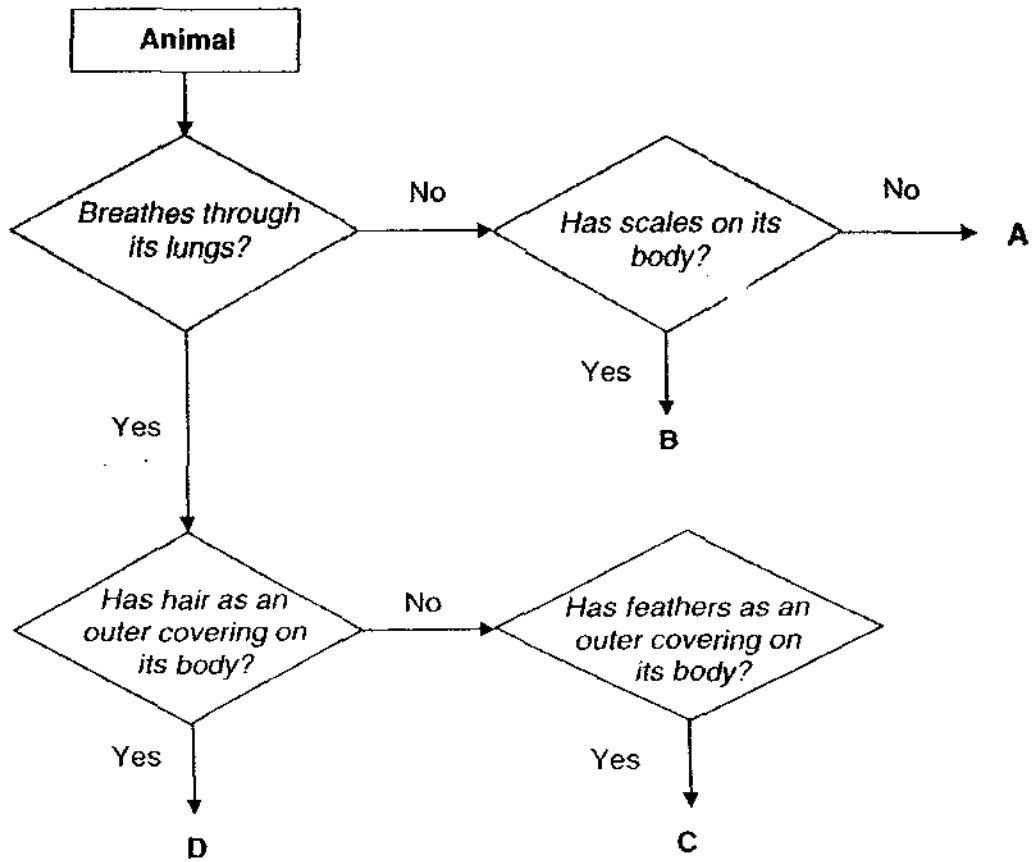 Animal
Breathes through
its lungs?
No
Has scales on its
body?
No
A
Yes
B
Yes
Has hair as an
outer covering on
its body?
No
Has feathers as an
outer covering on
its body?
Yes
D
Yes
C